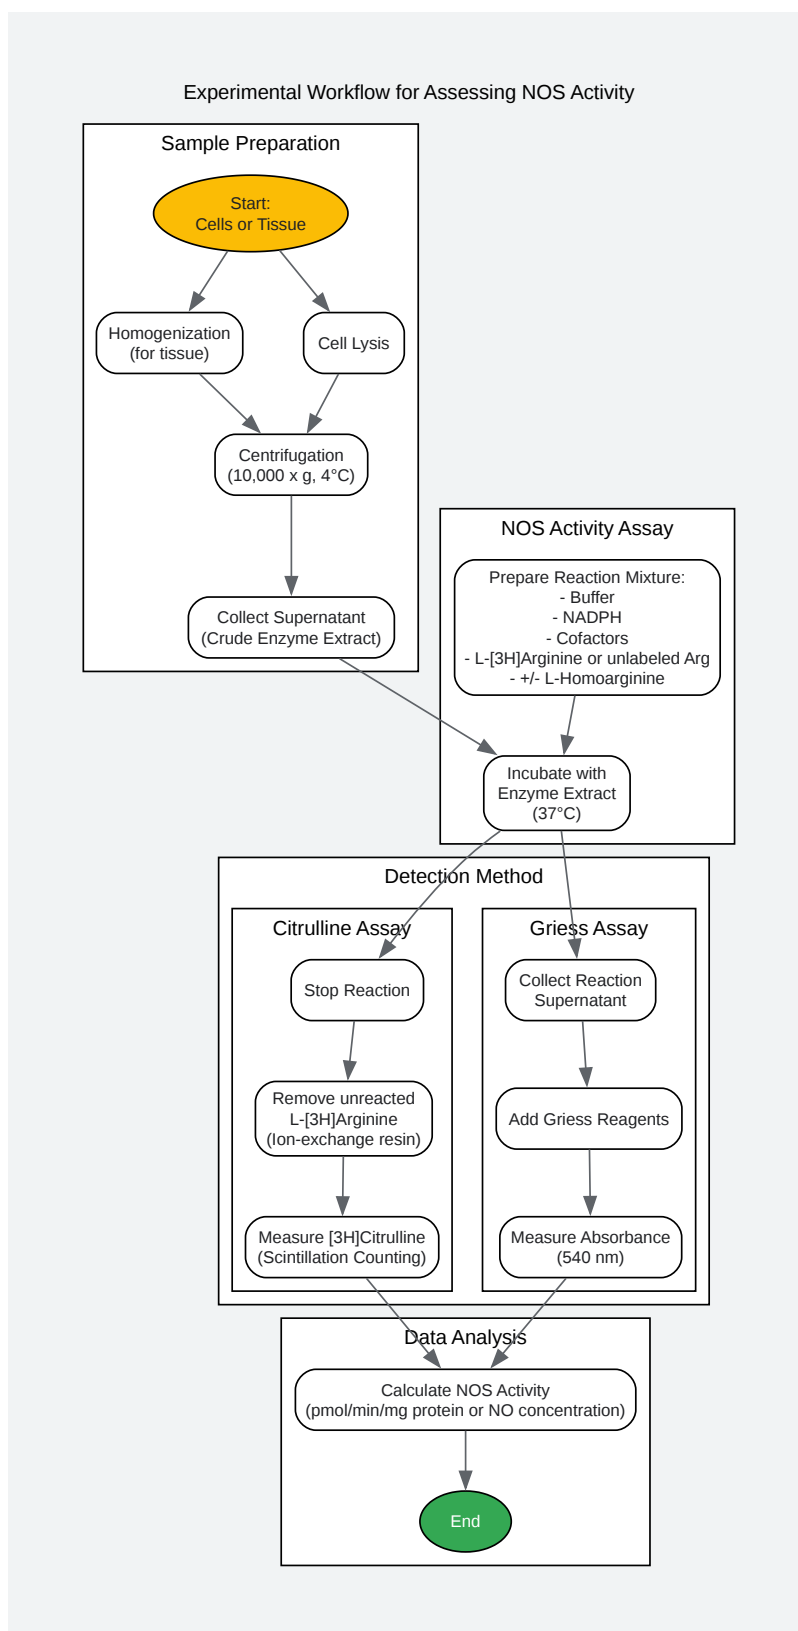 Experimental Workflow for Assessing NOS Activity
Sample Preparation
Start:
Cells or Tissue
Homogenization
(for tissue)
Cell Lysis
Centrifugation
(10,000 x g, 4°C)
Collect Supernatant
(Crude Enzyme Extract)
NOS Activity Assay
Prepare Reaction Mixture:
- Buffer
- NADPH
- Cofactors
- L-[3H]Arginine or unlabeled Arg
- +/- L-Homoarginine
Incubate with
Enzyme Extract
(37°C)
Detection Method
Citrulline Assay
Stop Reaction
Remove unreacted
L-[3H]Arginine
(Ion-exchange resin)
Measure [3H]Citrulline
(Scintillation Counting)
Griess Assay
Collect Reaction
Supernatant
Add Griess Reagents
Measure Absorbance
(540 nm)
Data Analysis
Calculate NOS Activity
(pmol/min/mg protein or NO concentration)
End